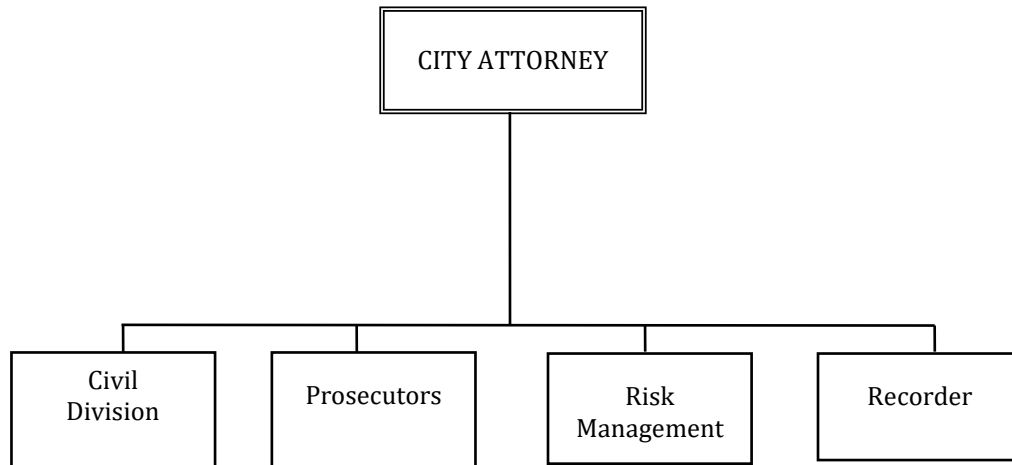 CITY ATTORNEY
Civil
Division
Prosecutors
Risk
Management
Recorder